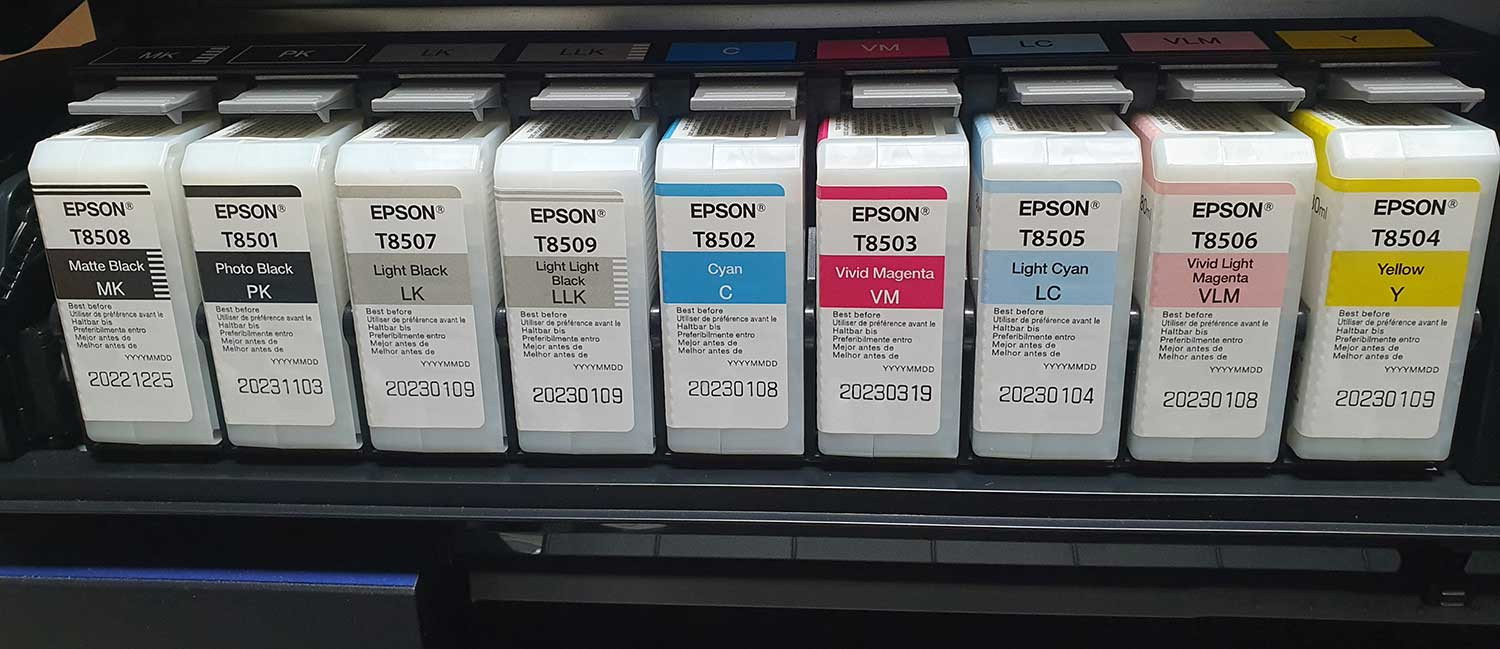 MK
PK
LK
LLK
C
VM
LC
VLM
Y
EPSON®
T8508
Matte Black
MK
Best before
Utiliser de préférence avant le
Haltbar bis
Preferibilmente entro
Mejor antes de
Melhor antes de
YYYYMMDD
20221225
EPSON®
T8501
Photo Black
PK
Best before
Utiliser de préférence avant le
Haltbar bis
Preferibilmente entro
Mejor antes de
Melhor antes de
YYYYMMDD
20231103
EPSON®
T8507
Light Black
LK
Best before
Utiliser de préférence avant le
Haltbar bis
Preferibilmente entro
Mejor antes de
Melhor antes de
YYYYMMDD
20230109
EPSON®
T8509
Light Light
Black
LLK
Best before
Utiliser de préférence avant le
Haltbar bis
Preferibilmente entro
Mejor antes de
Melhor antes de
YYYYMMDD
20230109
EPSON®
T8502
Cyan
C
Best before
Utiliser de préférence avant le
Haltbar bis
Preferibilmente entro
Mejor antes de
Melhor antes de
YYYYMMDD
20230108
EPSON®
T8503
Vivid Magenta
VM
Best before
Utiliser de préférence avant le
Haltbar bis
Preferibilmente entro
Mejor antes de
Melhor antes de
YYYYMMDD
20230319
EPSON®
T8505
Light Cyan
LC
Best before
Utiliser de préférence avant le
Haltbar bis
Preferibilmente entro
Mejor antes de
Melhor antes de
YYYYMMDD
20230104
EPSON®
T8506
Vivid Light
Magenta
VLM
Best before
Utiliser de préférence avant le
Haltbar bis
Preferibilmente entro
Mejor antes de
Melhor antes de
YYYYMMDD
20230108
EPSON®
T8504
Yellow
Y
Best before
Utiliser de préférence avant le
Haltbar bis
Preferibilmente entro
Mejor antes de
Melhor antes de
YYYYMMDD
20230109